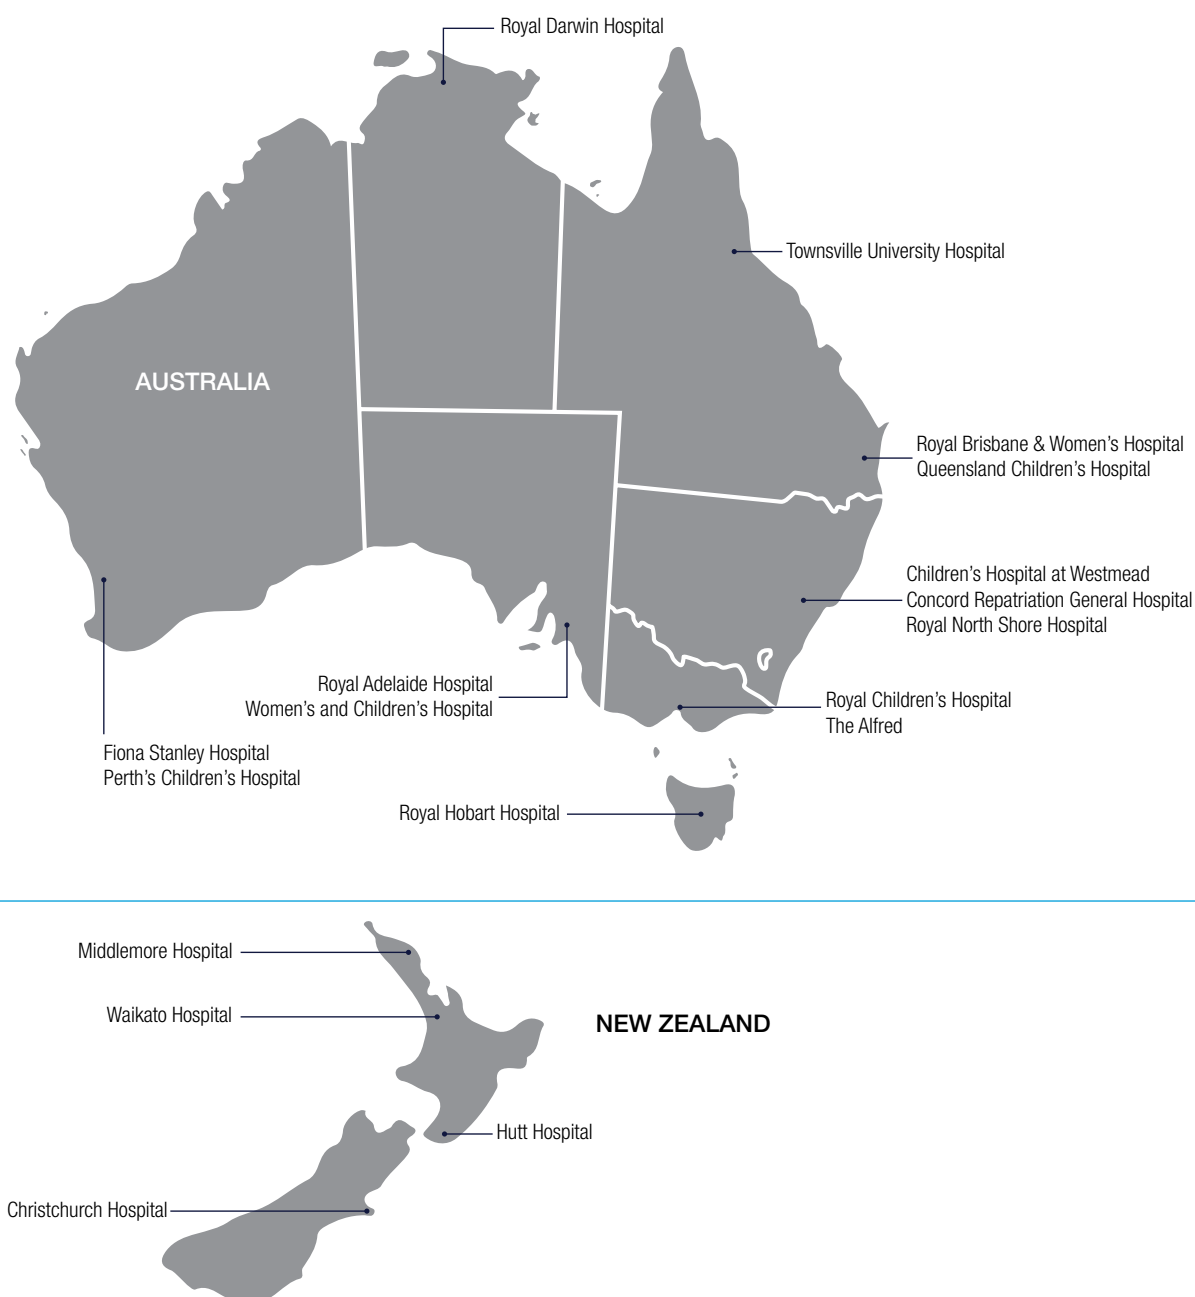 Royal Darwin Hospital
Townsville University Hospital
AUSTRALIA
Royal Brisbane & Women's Hospital
Queensland Children's Hospital
Children's Hospital at Westmead
Concord Repatriation General Hospital
Royal North Shore Hospital
Royal Adelaide Hospital
Women's and Children's Hospital
Royal Children's Hospital
The Alfred
Fiona Stanley Hospital
Perth's Children's Hospital
Royal Hobart Hospital
Middlemore Hospital
Waikato Hospital
NEW ZEALAND
Hutt Hospital
Christchurch Hospital